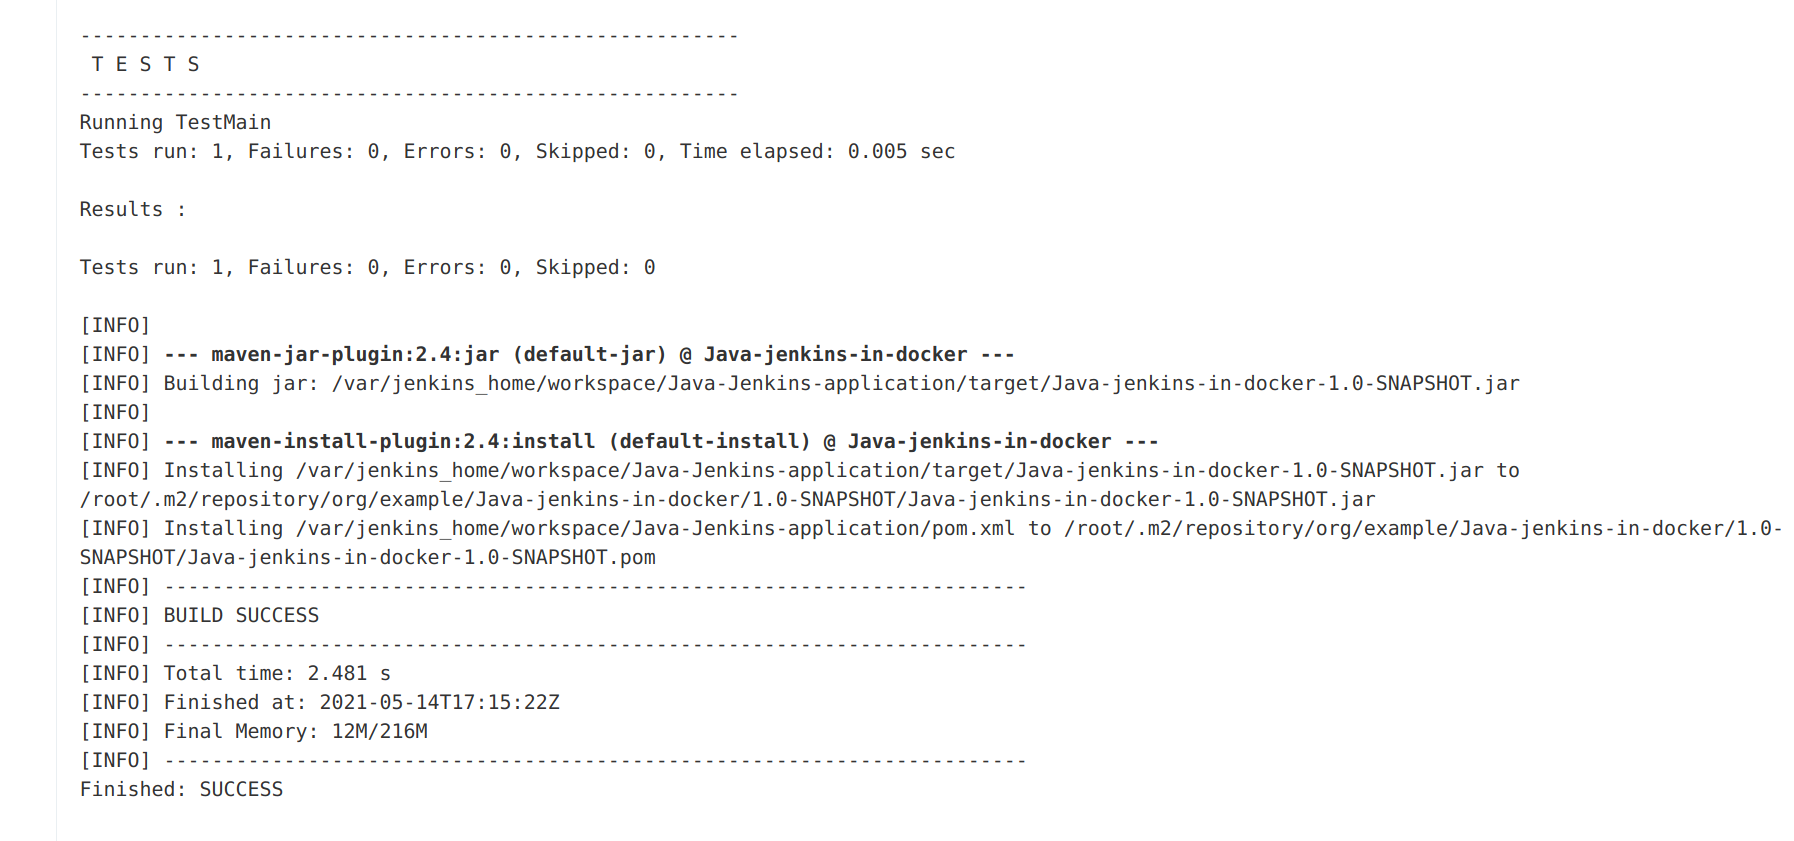 -------------------------------------------------------
 T E S T S
-------------------------------------------------------
Running TestMain
Tests run: 1, Failures: 0, Errors: 0, Skipped: 0, Time elapsed: 0.005 sec

Results :

Tests run: 1, Failures: 0, Errors: 0, Skipped: 0

[INFO]
[INFO] --- maven-jar-plugin:2.4:jar (default-jar) @ Java-jenkins-in-docker ---
[INFO] Building jar: /var/jenkins_home/workspace/Java-Jenkins-application/target/Java-jenkins-in-docker-1.0-SNAPSHOT.jar
[INFO]
[INFO] --- maven-install-plugin:2.4:install (default-install) @ Java-jenkins-in-docker ---
[INFO] Installing /var/jenkins_home/workspace/Java-Jenkins-application/target/Java-jenkins-in-docker-1.0-SNAPSHOT.jar to
/root/.m2/repository/org/example/Java-jenkins-in-docker/1.0-SNAPSHOT/Java-jenkins-in-docker-1.0-SNAPSHOT.jar
[INFO] Installing /var/jenkins_home/workspace/Java-Jenkins-application/pom.xml to /root/.m2/repository/org/example/Java-jenkins-in-docker/1.0-
SNAPSHOT/Java-jenkins-in-docker-1.0-SNAPSHOT.pom
[INFO] ------------------------------------------------------------------------
[INFO] BUILD SUCCESS
[INFO] ------------------------------------------------------------------------
[INFO] Total time: 2.481 s
[INFO] Finished at: 2021-05-14T17:15:22Z
[INFO] Final Memory: 12M/216M
[INFO] ------------------------------------------------------------------------
Finished: SUCCESS